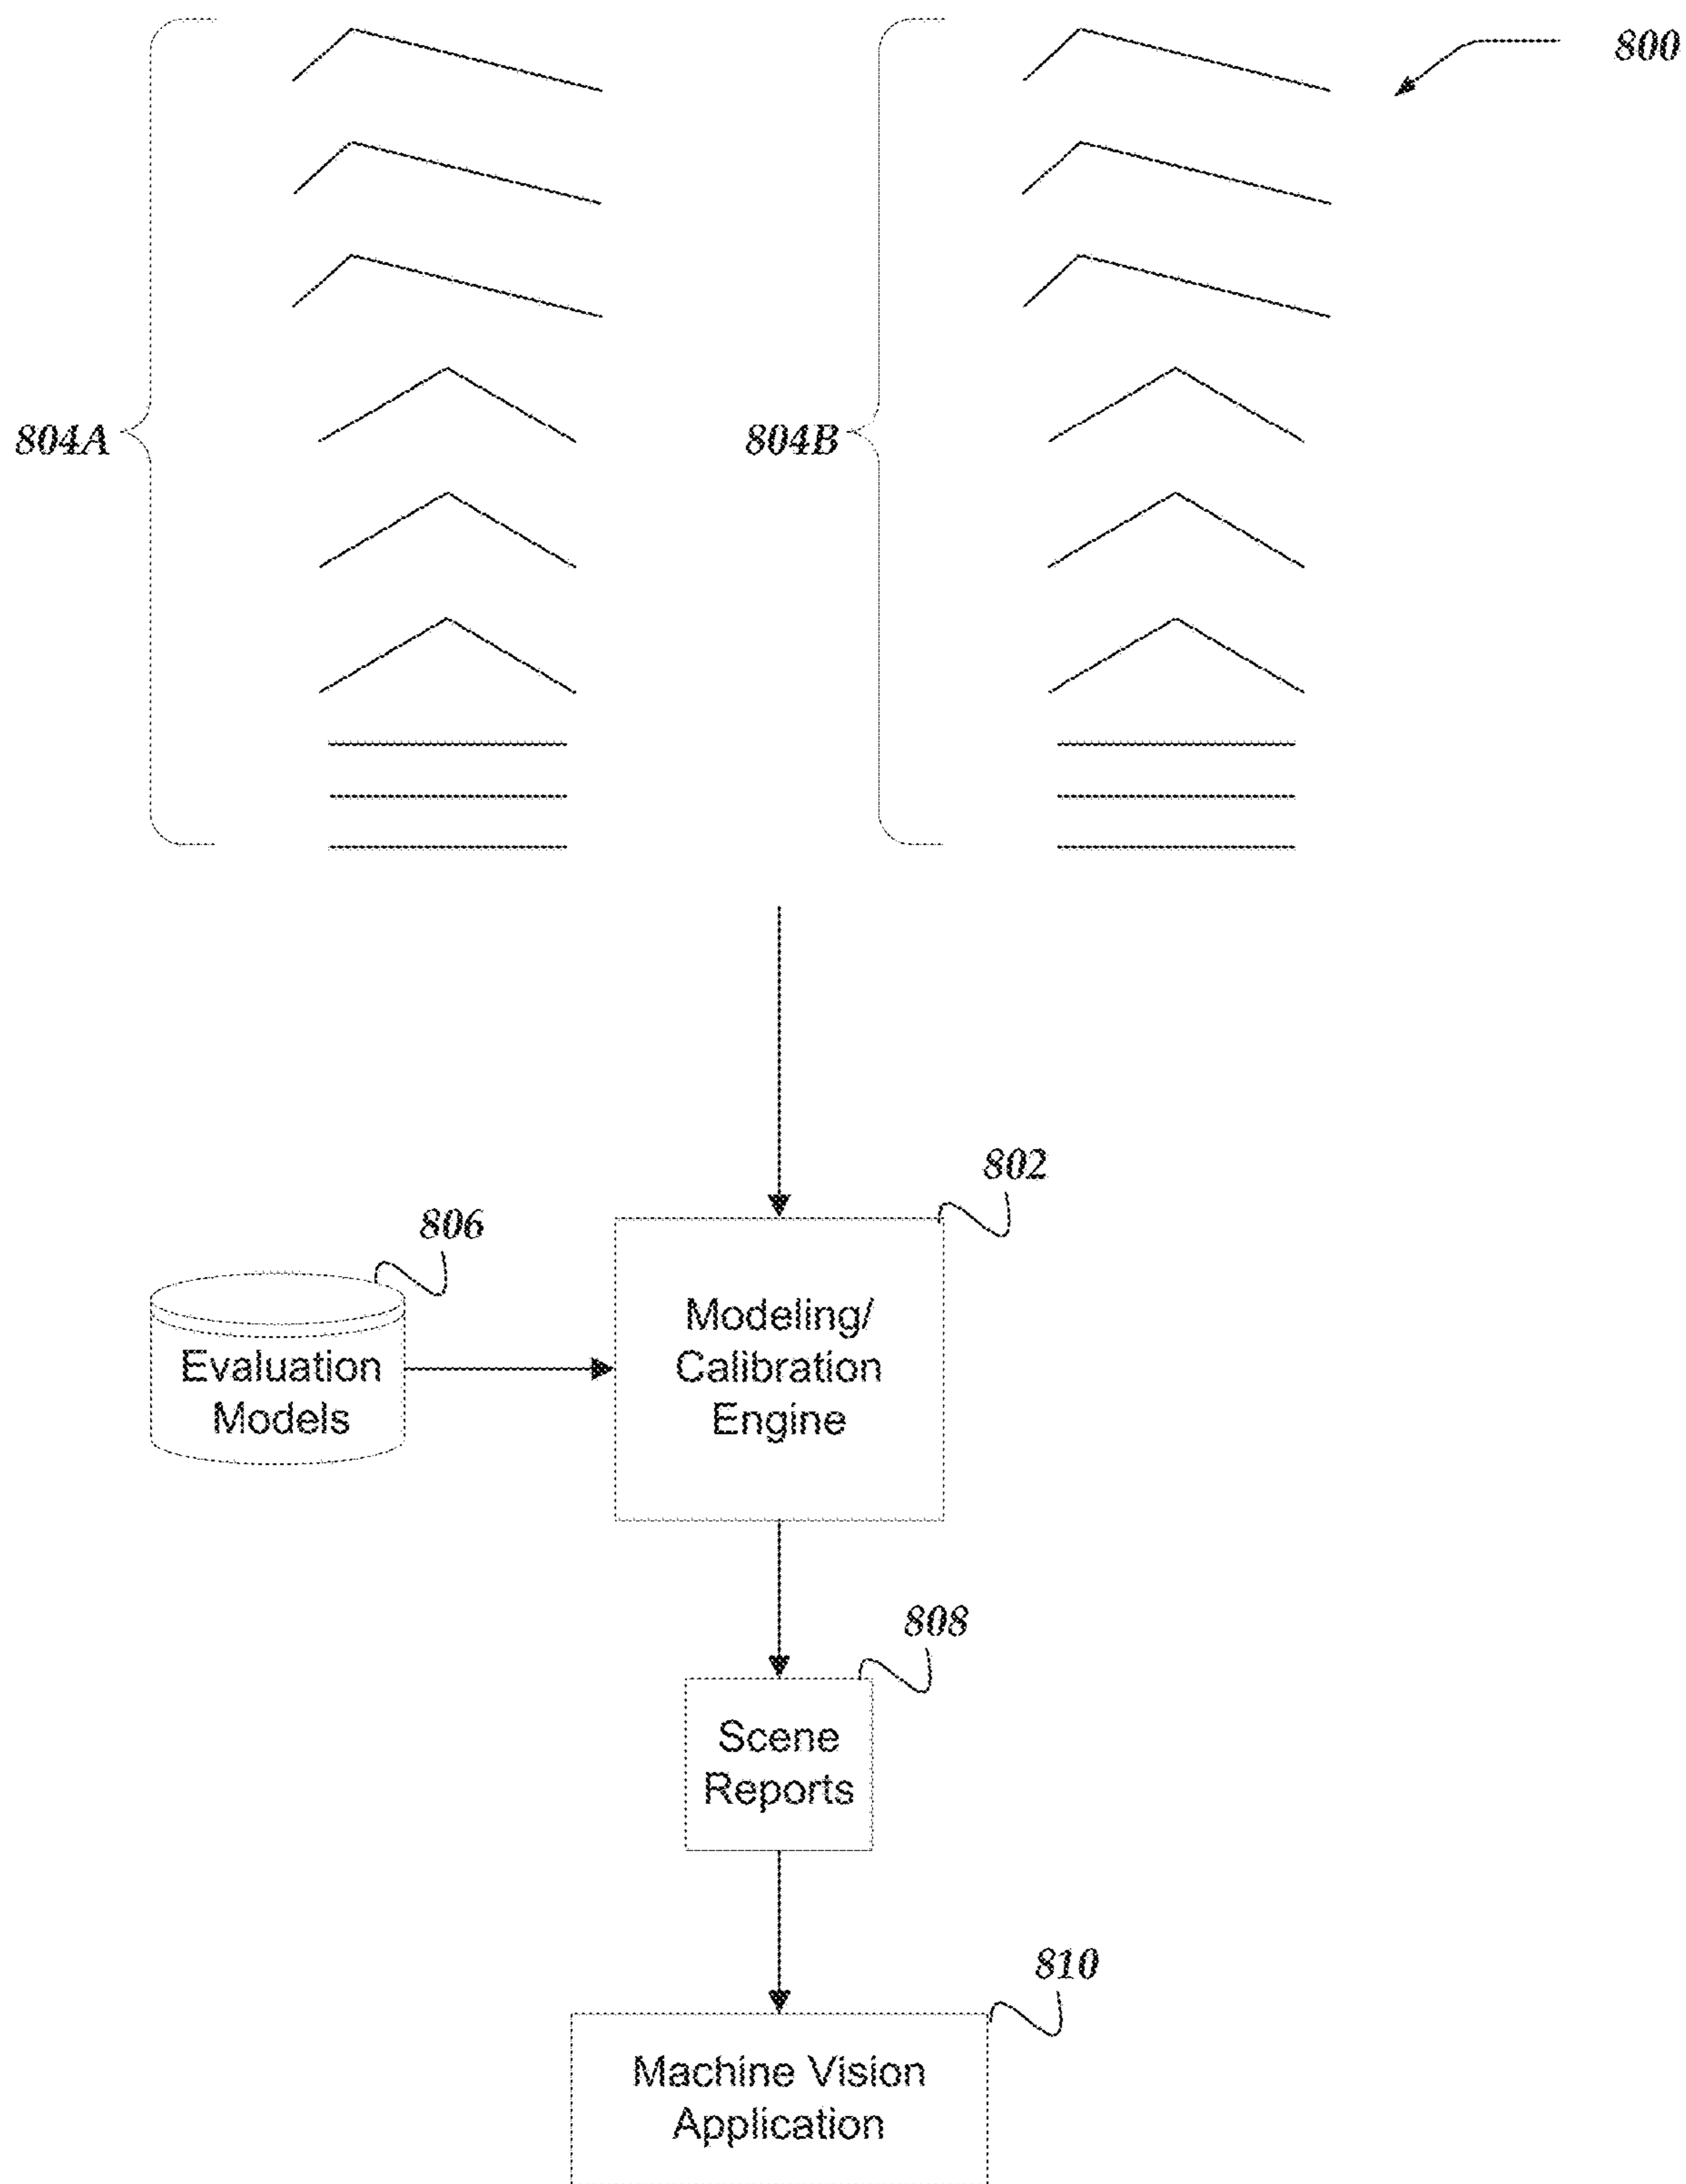 800
804A
804B
802
806
Modeling/
Calibration
Engine
Evaluation
Models
808
Scene
Reports
810
Machine Vision
Application